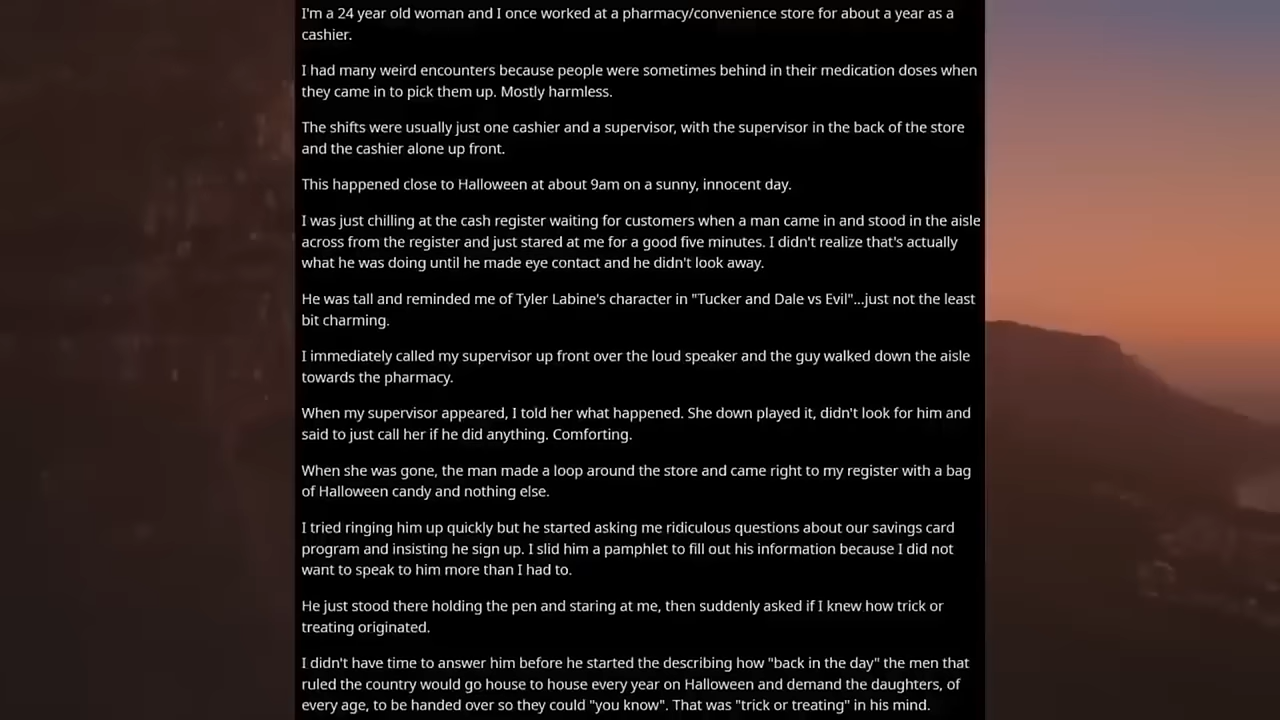 I'm a 24 year old woman and I once worked at a pharmacy/convenience store for about a year as a
cashier.
I had many weird encounters because people were sometimes behind in their medication doses when
they came in to pick them up. Mostly harmless.
The shifts were usually just one cashier and a supervisor, with the supervisor in the back of the store
and the cashier alone up front.
This happened close to Halloween at about 9am on a sunny, innocent day.
I was just chilling at the cash register waiting for customers when a man came in and stood in the aisle
across from the register and just stared at me for a good five minutes. I didn't realize that's actually
what he was doing until he made eye contact and he didn't look away.
He was tall and reminded me of Tyler Labine's character in "Tucker and Dale vs Evil"...just not the least
bit charming.
I immediately called my supervisor up front over the loud speaker and the guy walked down the aisle
towards the pharmacy.
When my supervisor appeared, I told her what happened. She down played it, didn't look for him and
said to just call her if he did anything. Comforting.
When she was gone, the man made a loop around the store and came right to my register with a bag
of Halloween candy and nothing else.
I tried ringing him up quickly but he started asking me ridiculous questions about our savings card
program and insisting he sign up. I slid him a pamphlet to fill out his information because I did not
want to speak to him more than I had to.
He just stood there holding the pen and staring at me, then suddenly asked if I knew how trick or
treating originated.
I didn't have time to answer him before he started the describing how "back in the day" the men that
ruled the country would go house to house every year on Halloween and demand the daughters, of
every age, to be handed over so they could "you know". That was "trick or treating" in his mind.